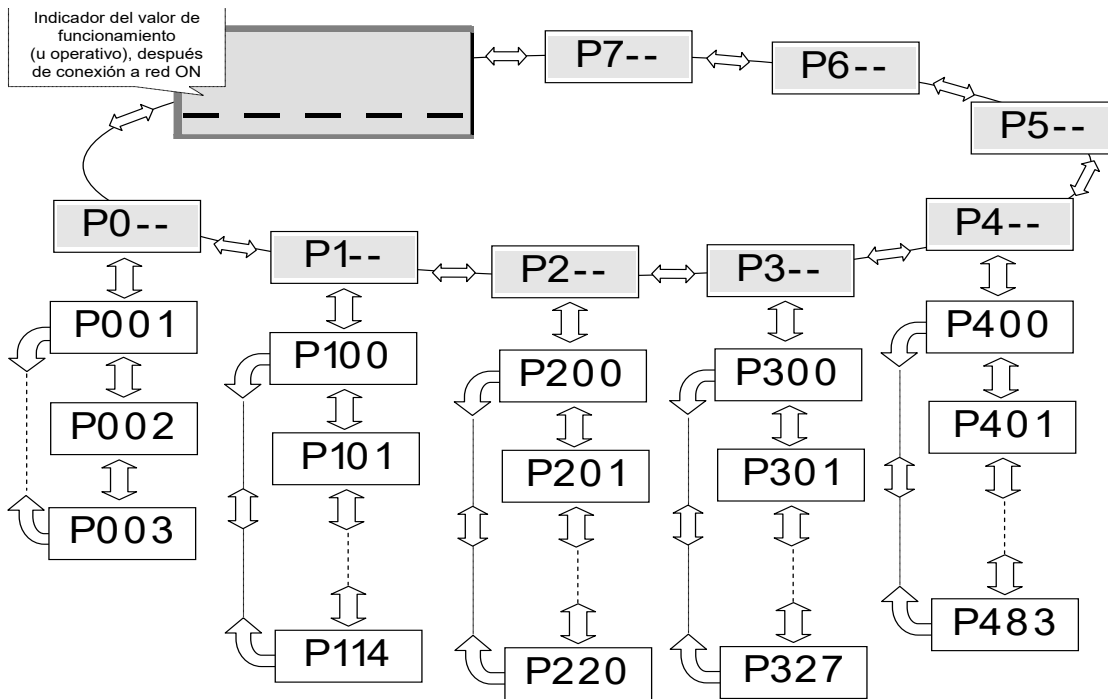 Indicador del valor de
funcionamiento
(u operativo), después
de conexión a red ON
P7--
P6--
P5--
P0--
P1--
P2--
P3--
P4--
P001
P002
P003
P100
P101
P114
P200
P201
P220
P300
P301
P327
P400
P401
P483